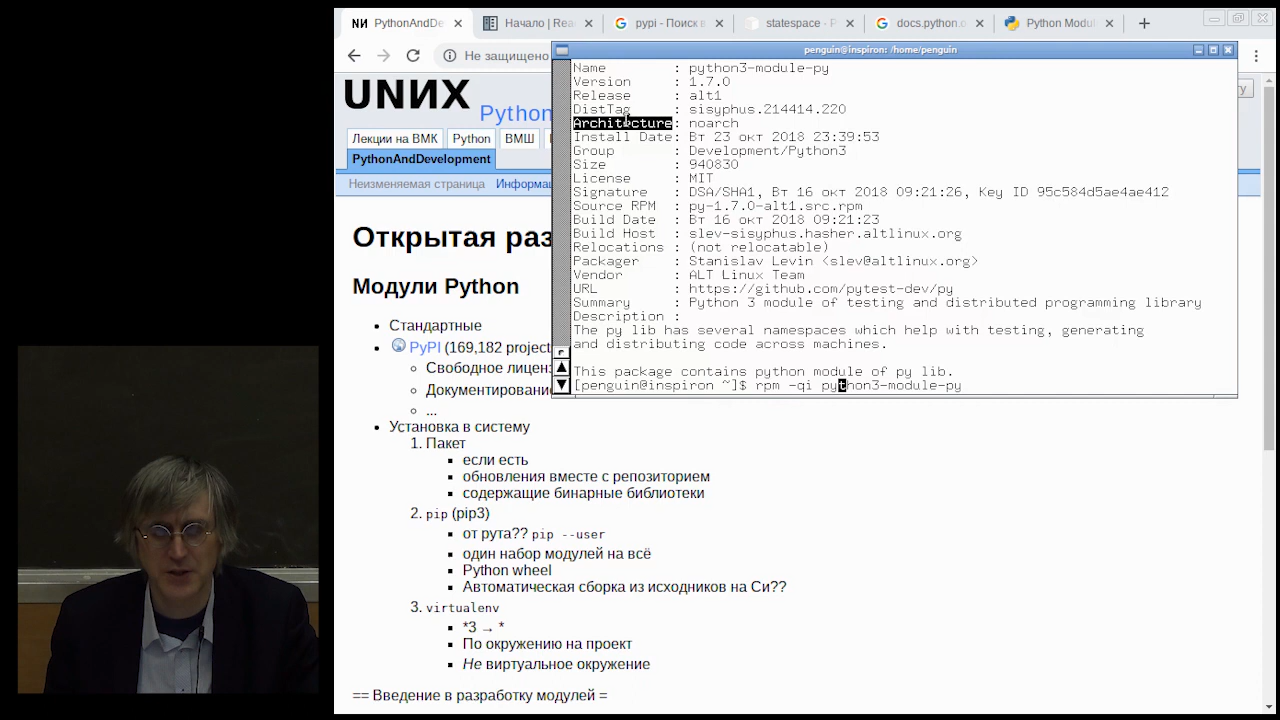 PythonAndDe
Начало | Rea
pypi - Поиск в
statespace - P
docs.python.o
Python Modul
Не защищено
penguin@inspiron: /home/penguin
UNИX
Python
Лекции на ВМК
Python
ВМШ
PythonAndDevelopment
Неизменяемая страница
Информа
Name : python3-module-py
Version : 1.7.0
Release : alt1
DistTag : sisyphus.214414.220
Architecture: noarch
Install Date: Вт 23 окт 2018 23:39:53
Group : Development/Python3
Size : 940830
License : MIT
Signature : DSA/SHA1, Вт 16 окт 2018 09:21:26, Key ID 95c584d5ae4ae412
Source RPM : py-1.7.0-alt1.src.rpm
Build Date : Вт 16 окт 2018 09:21:23
Build Host : slev-sisyphus.hasher.altlinux.org
Relocations : (not relocatable)
Packager : Stanislav Levin <slev@altlinux.org>
Vendor : ALT Linux Team
URL : https://github.com/pytest-dev/py
Summary : Python 3 module of testing and distributed programming library
Description :
The py lib has several namespaces which help with testing, generating
and distributing code across machines.
This package contains python module of py lib.
[penguin@inspiron ~]$ rpm -qi python3-module-py
Открытая раз
Модули Python
Стандартные
PyPI (169,182 project
Свободное лиценз
Документирование
...
Установка в систему
1. Пакет
если есть
обновления вместе с репозиторием
содержащие бинарные библиотеки
2. pip (pip3)
от рута?? pip --user
один набор модулей на всё
Python wheel
Автоматическая сборка из исходников на Си??
3. virtualenv
*3 → *
По окружению на проект
Не виртуальное окружение
== Введение в разработку модулей =